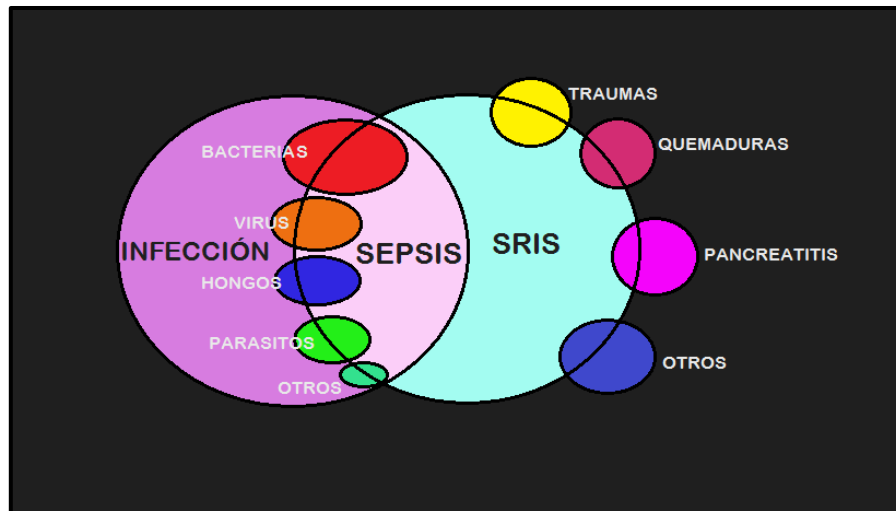 TRAUMAS
QUEMADURAS
BACTERIAS
VIRUS
INFECCIÓN
SEPSIS
SRIS
PANCREATITIS
HONGOS
PARASITOS
OTROS
OTROS